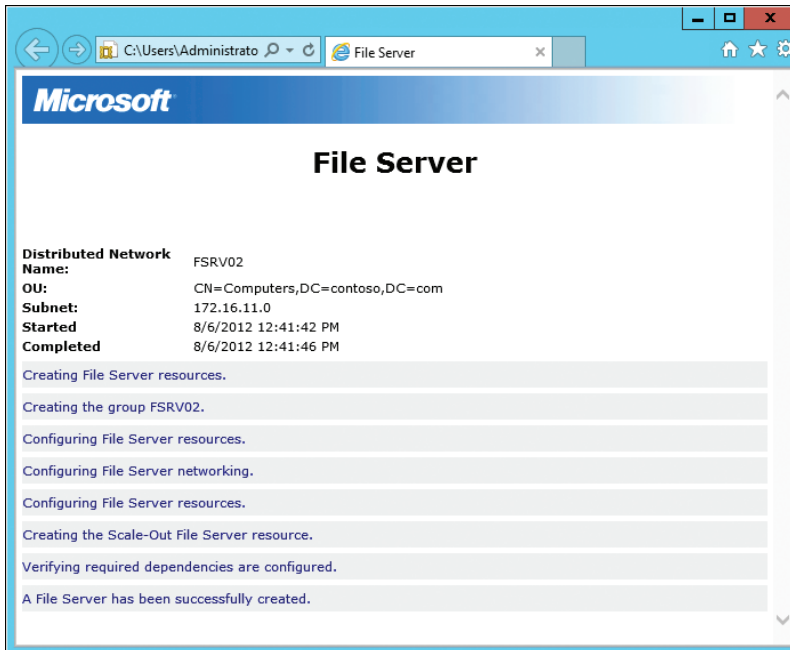 C:\Users\Administrato
File Server
Microsoft
File Server
Distributed Network
Name:
FSRV02
OU:
CN=Computers,DC=contoso,DC=com
Subnet:
172.16.11.0
Started
8/6/2012 12:41:42 PM
Completed
8/6/2012 12:41:46 PM
Creating File Server resources.
Creating the group FSRV02.
Configuring File Server resources.
Configuring File Server networking.
Configuring File Server resources.
Creating the Scale-Out File Server resource.
Verifying required dependencies are configured.
A File Server has been successfully created.